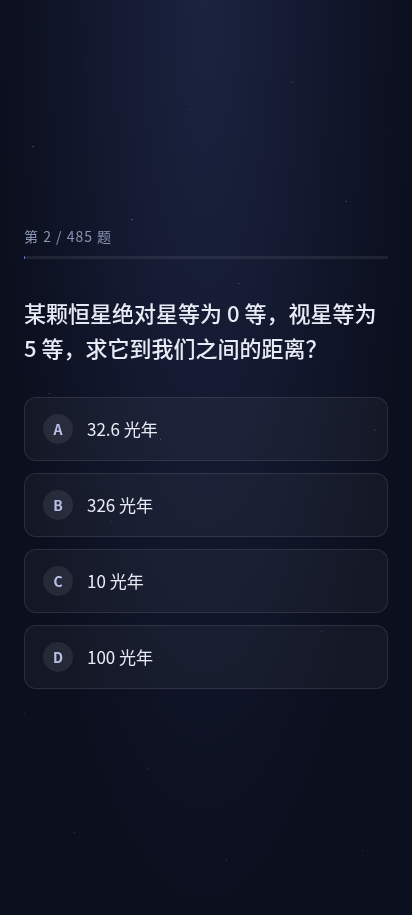 第 2 / 485 题
某颗恒星绝对星等为 0 等，视星等为
5 等，求它到我们之间的距离？
A 32.6 光年
B 326 光年
C 10 光年
D 100 光年